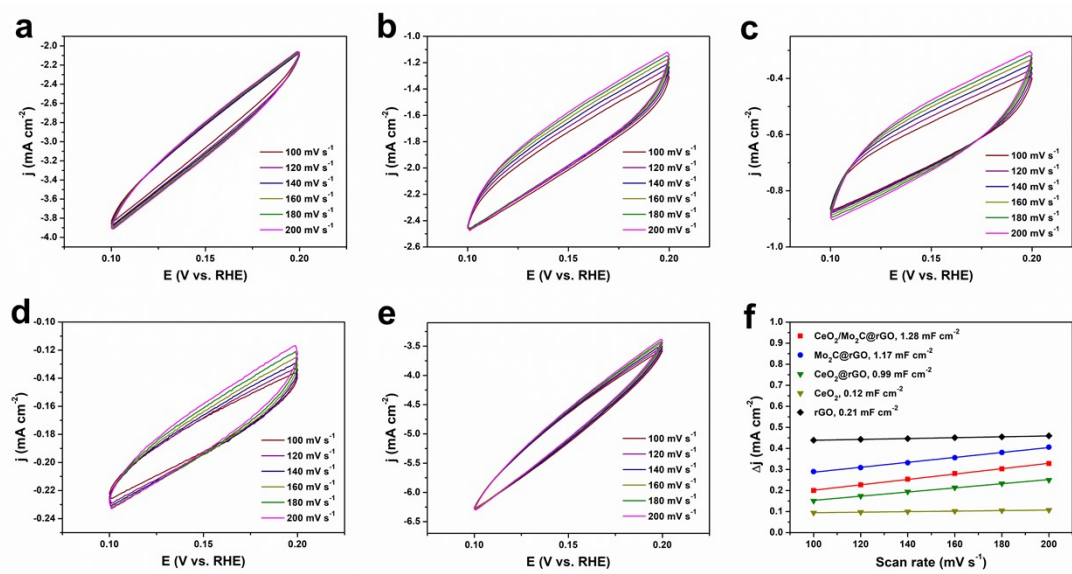 a
-2.0
-2.2
-2.4
-2.6
-2.8
-3.0
-3.2
-3.4
-3.6
-3.8
-4.0
j (mA cm⁻²)
100 mV s⁻¹
120 mV s⁻¹
140 mV s⁻¹
160 mV s⁻¹
180 mV s⁻¹
200 mV s⁻¹
0.10 0.15 0.20
E (V vs. RHE)
b
-1.0
-1.2
-1.4
-1.6
-1.8
-2.0
-2.2
-2.4
-2.6
j (mA cm⁻²)
100 mV s⁻¹
120 mV s⁻¹
140 mV s⁻¹
160 mV s⁻¹
180 mV s⁻¹
200 mV s⁻¹
0.10 0.15 0.20
E (V vs. RHE)
c
-0.4
-0.6
-0.8
-1.0
j (mA cm⁻²)
100 mV s⁻¹
120 mV s⁻¹
140 mV s⁻¹
160 mV s⁻¹
180 mV s⁻¹
200 mV s⁻¹
0.10 0.15 0.20
E (V vs. RHE)
d
-0.10
-0.12
-0.14
-0.16
-0.18
-0.20
-0.22
-0.24
j (mA cm⁻²)
100 mV s⁻¹
120 mV s⁻¹
140 mV s⁻¹
160 mV s⁻¹
180 mV s⁻¹
200 mV s⁻¹
0.10 0.15 0.20
E (V vs. RHE)
e
-3.5
-4.0
-4.5
-5.0
-5.5
-6.0
-6.5
j (mA cm⁻²)
100 mV s⁻¹
120 mV s⁻¹
140 mV s⁻¹
160 mV s⁻¹
180 mV s⁻¹
200 mV s⁻¹
0.10 0.15 0.20
E (V vs. RHE)
f
1.0
0.9
0.8
0.7
0.6
0.5
0.4
0.3
0.2
0.1
0.0
Δj (mA cm⁻²)
CeO₂/Mo₂C@rGO, 1.28 mF cm⁻²
Mo₂C@rGO, 1.17 mF cm⁻²
CeO₂@rGO, 0.99 mF cm⁻²
CeO₂, 0.12 mF cm⁻²
rGO, 0.21 mF cm⁻²
100 120 140 160 180 200
Scan rate (mV s⁻¹)